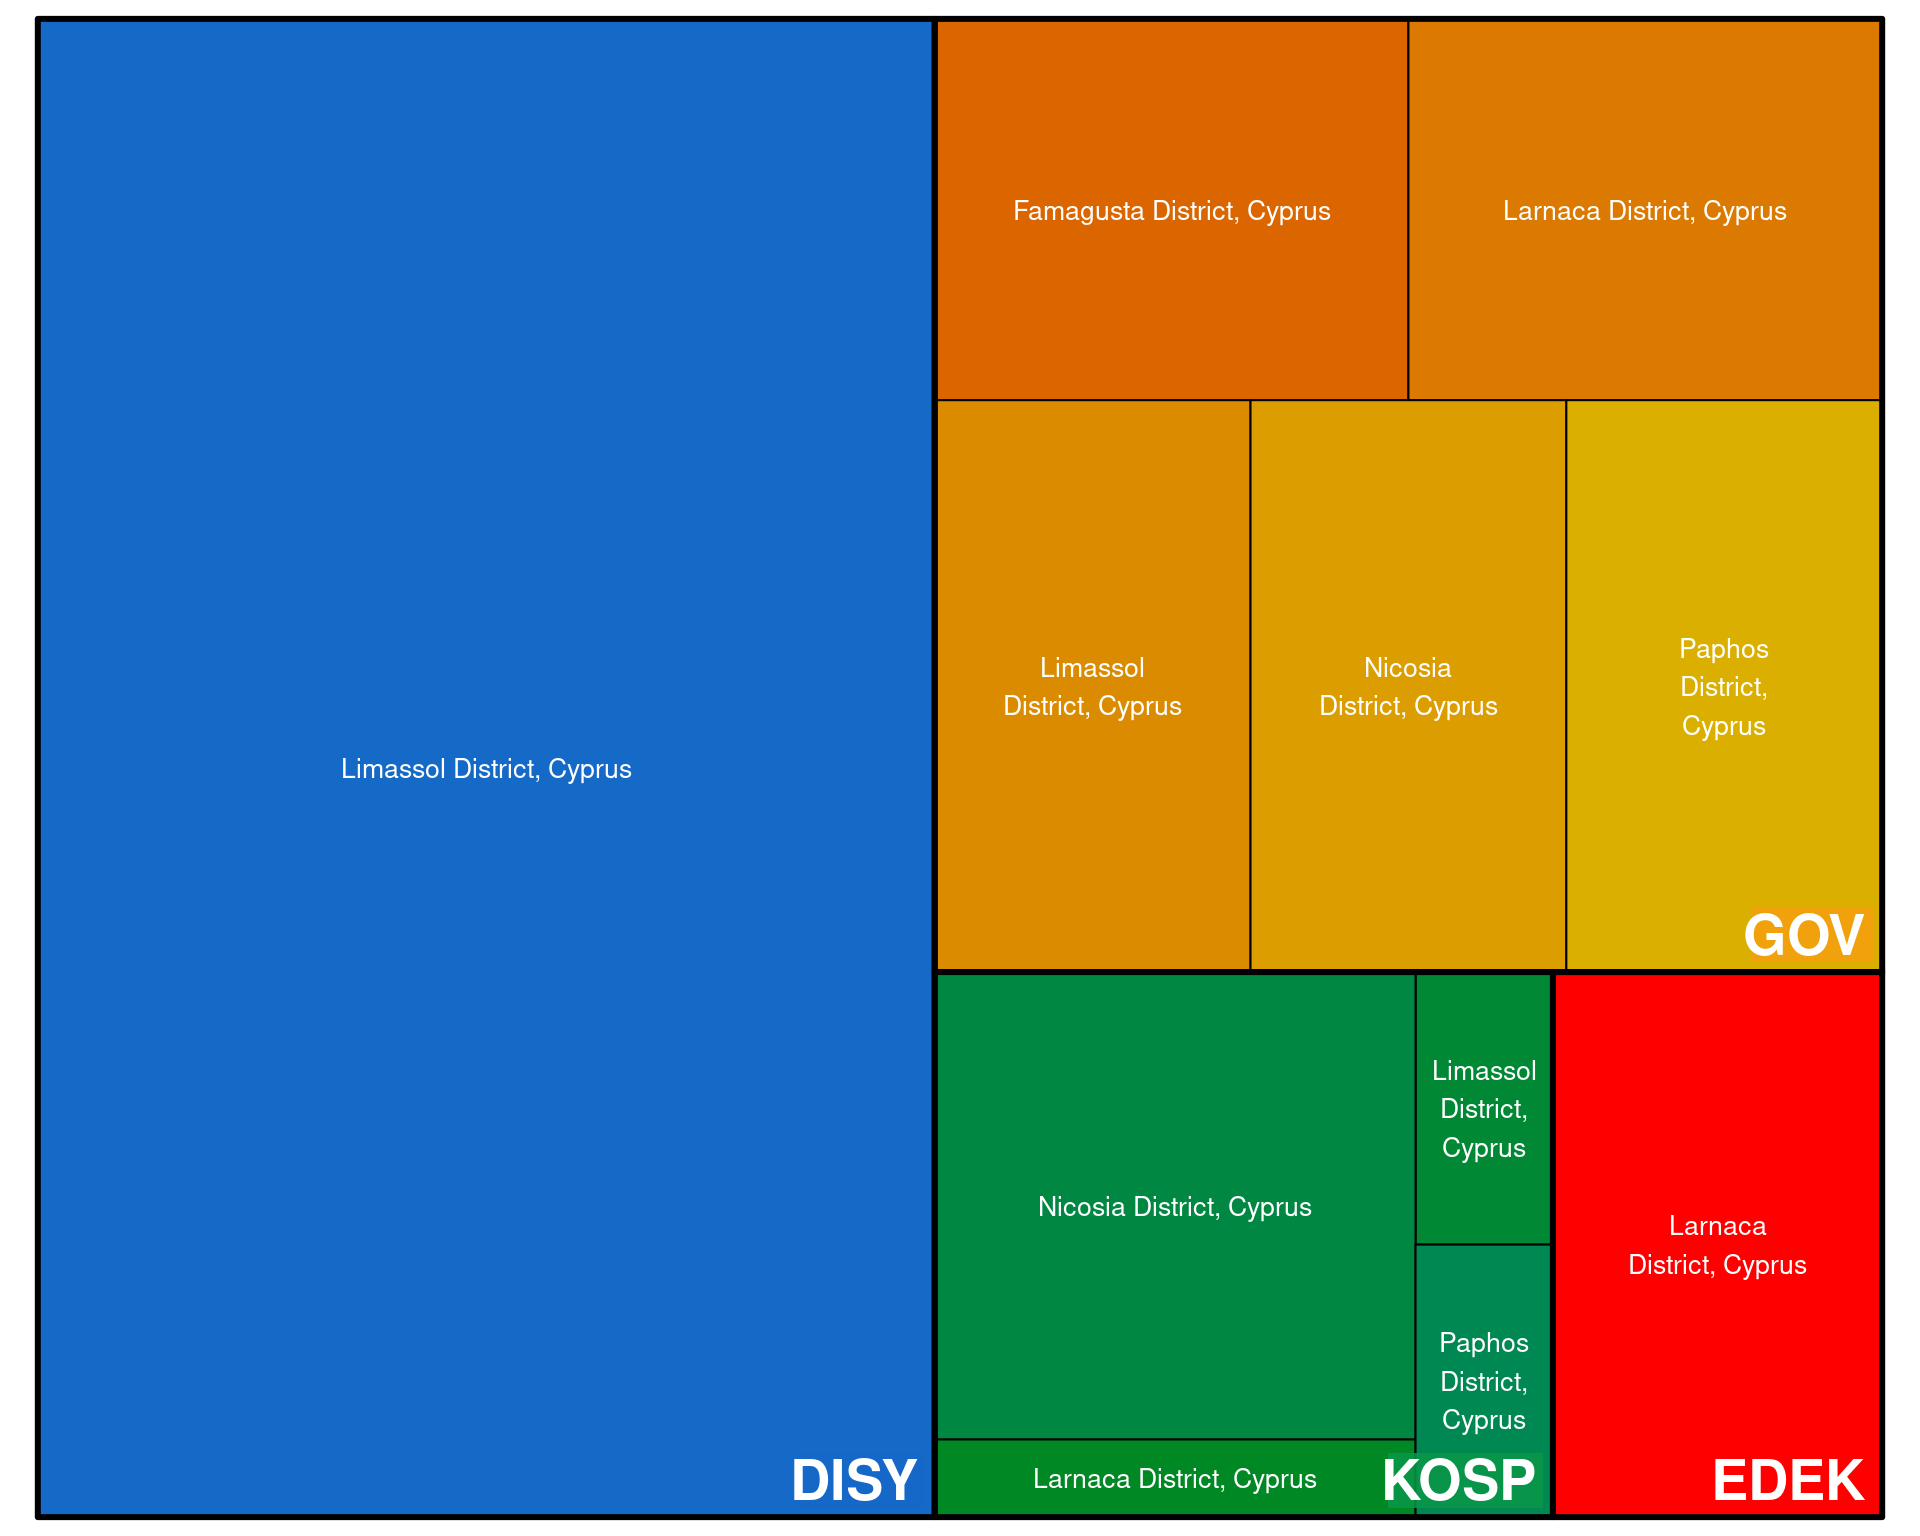 Limassol District, Cyprus
DISY
Famagusta District, Cyprus
Larnaca District, Cyprus
Limassol
District, Cyprus
Nicosia
District, Cyprus
Paphos
District,
Cyprus
GOV
Nicosia District, Cyprus
Limassol
District,
Cyprus
Paphos
District,
Cyprus
Larnaca District, Cyprus
KOSP
Larnaca
District, Cyprus
EDEK